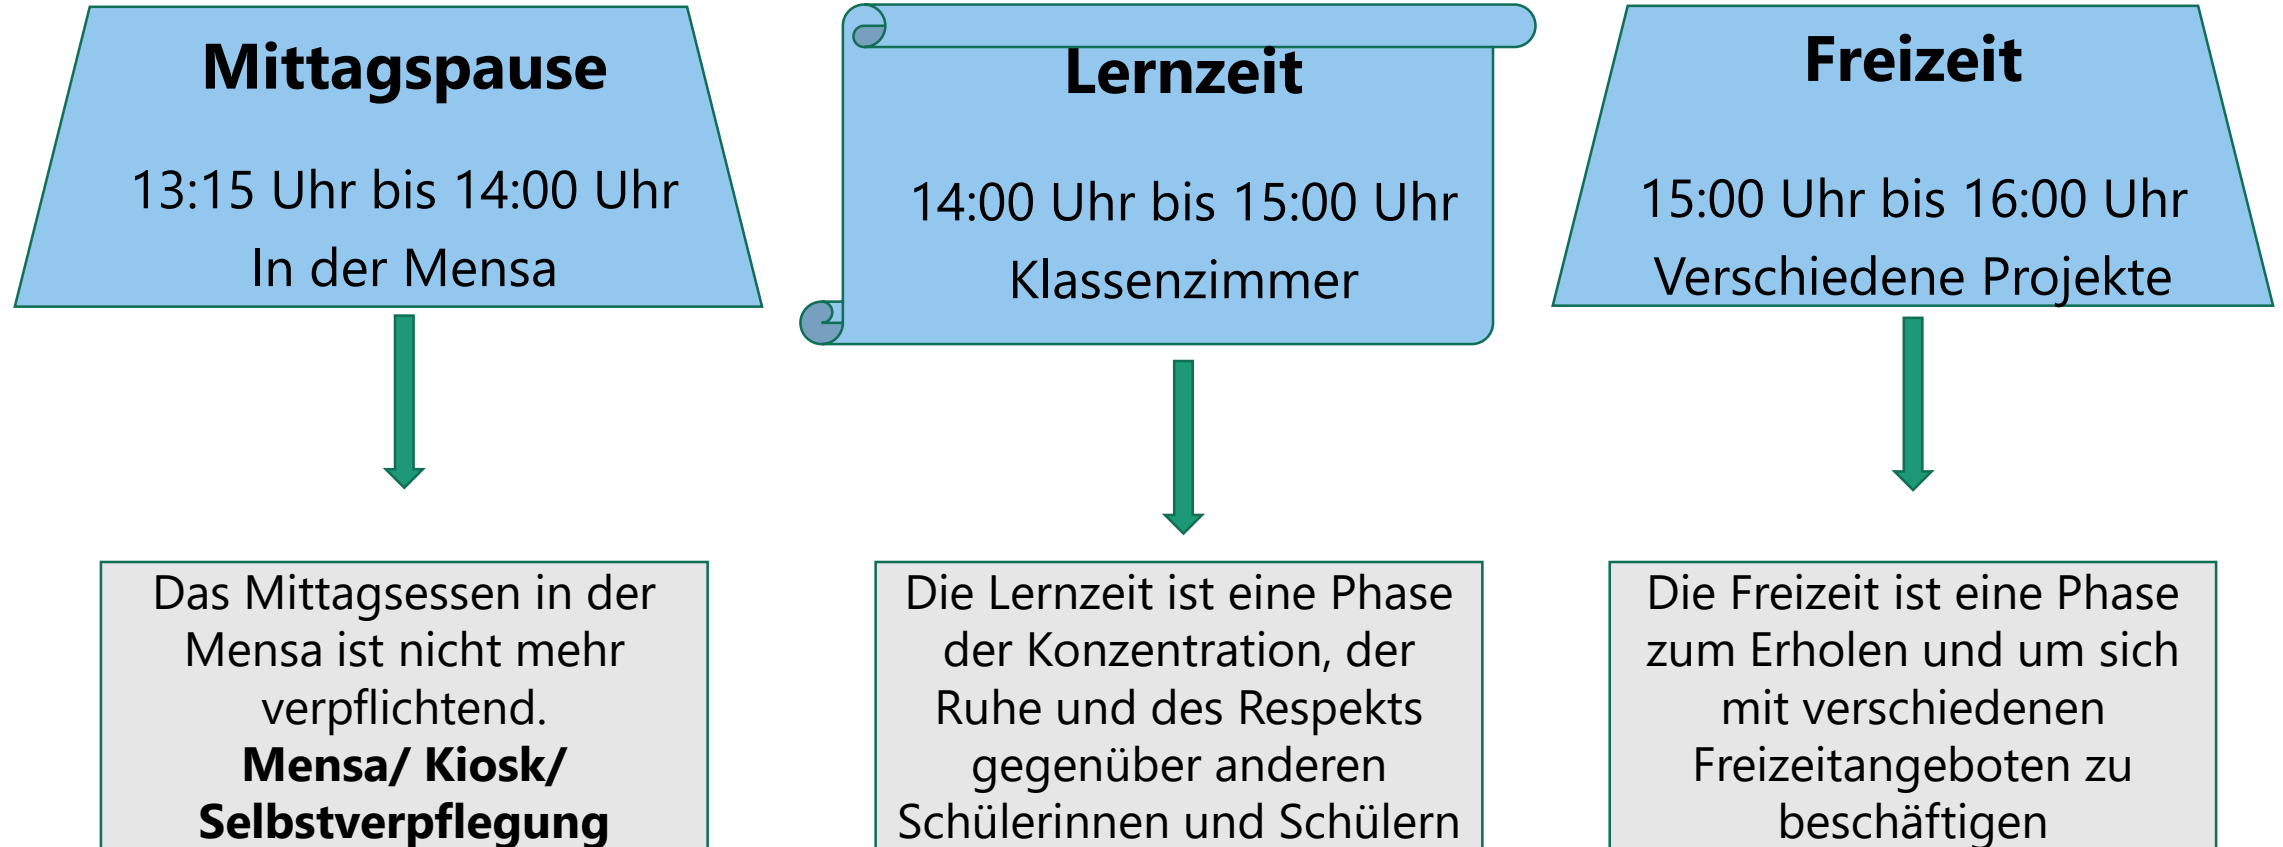 Mittagspause
13:15 Uhr bis 14:00 Uhr
In der Mensa
Das Mittagsessen in der
Mensa ist nicht mehr
verpflichtend.
Mensa/ Kiosk/
Selbstverpflegung
Lernzeit
14:00 Uhr bis 15:00 Uhr
Klassenzimmer
Die Lernzeit ist eine Phase
der Konzentration, der
Ruhe und des Respekts
gegenüber anderen
Schülerinnen und Schülern
Freizeit
15:00 Uhr bis 16:00 Uhr
Verschiedene Projekte
Die Freizeit ist eine Phase
zum Erholen und um sich
mit verschiedenen
Freizeitangeboten zu
beschäftigen